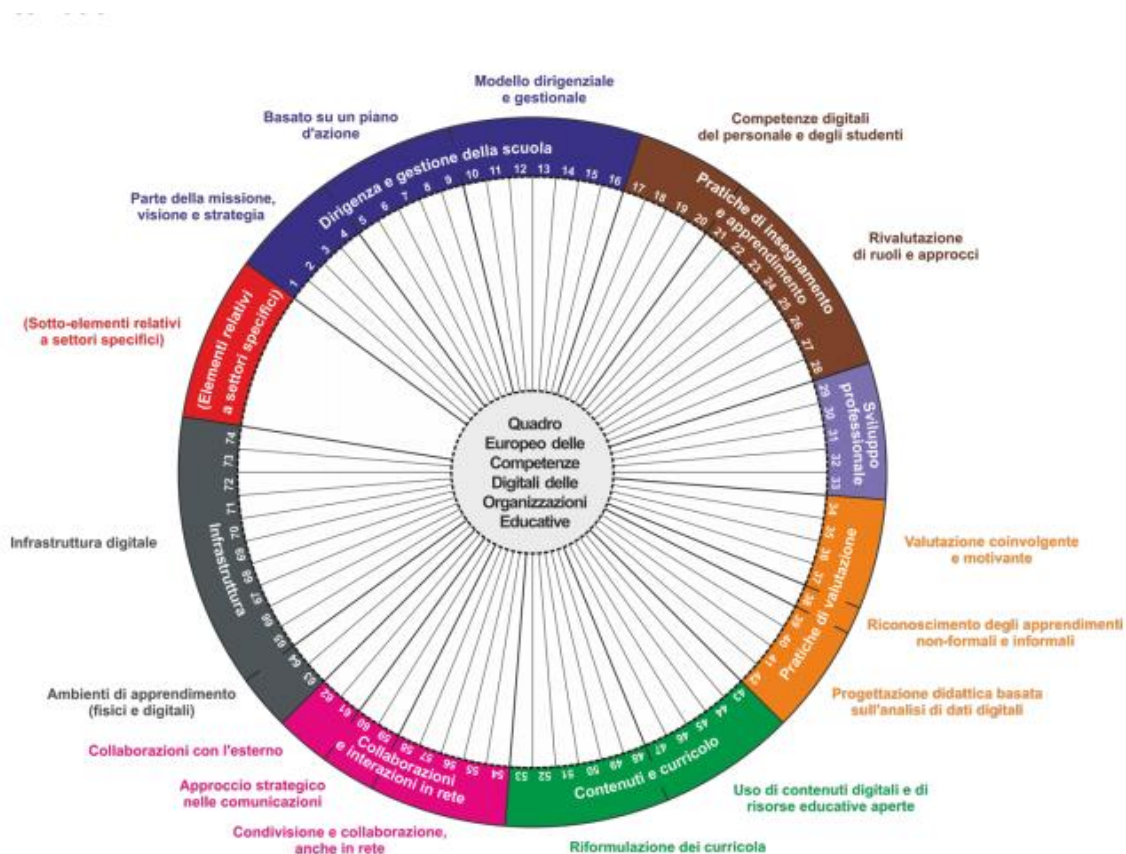 Modello dirigenziale
e gestionale
Basato su un piano
d'azione
Competenze digitali
del personale e degli studenti
Parte della missione,
visione e strategia
Rivalutazione
di ruoli e approcci
(Sotto-elementi relativi
a settori specifici)
Dirigenza e gestione della scuola
Pratiche di insegnamento
e apprendimento
Sviluppo
professionale
Pratiche di valutazione
Contenuti e curricolo
Collaborazioni
e interazioni in rete
Infrastruttura
(Elementi relativi
a settori specifici)
1 2 3 4 5 6 7 8 9 10 11 12 13 14 15 16
17 18 19 20 21 22 23 24 25 26 27 28
29 30 31 32 33
34 35 36 37 38 39 40 41 42
43 44 45 46 47 48 49 50 51 52 53
54 55 56 57 58 59 60 61 62
63 64 65 66 67 68 69 70 71 72 73 74
Quadro
Europeo delle
Competenze
Digitali delle
Organizzazioni
Educative
Infrastruttura digitale
Valutazione coinvolgente
e motivante
Riconoscimento degli apprendimenti
non-formali e informali
Ambienti di apprendimento
(fisici e digitali)
Progettazione didattica basata
sull'analisi di dati digitali
Collaborazioni con l'esterno
Approccio strategico
nelle comunicazioni
Uso di contenuti digitali e di
risorse educative aperte
Condivisione e collaborazione,
anche in rete
Riformulazione dei curricola